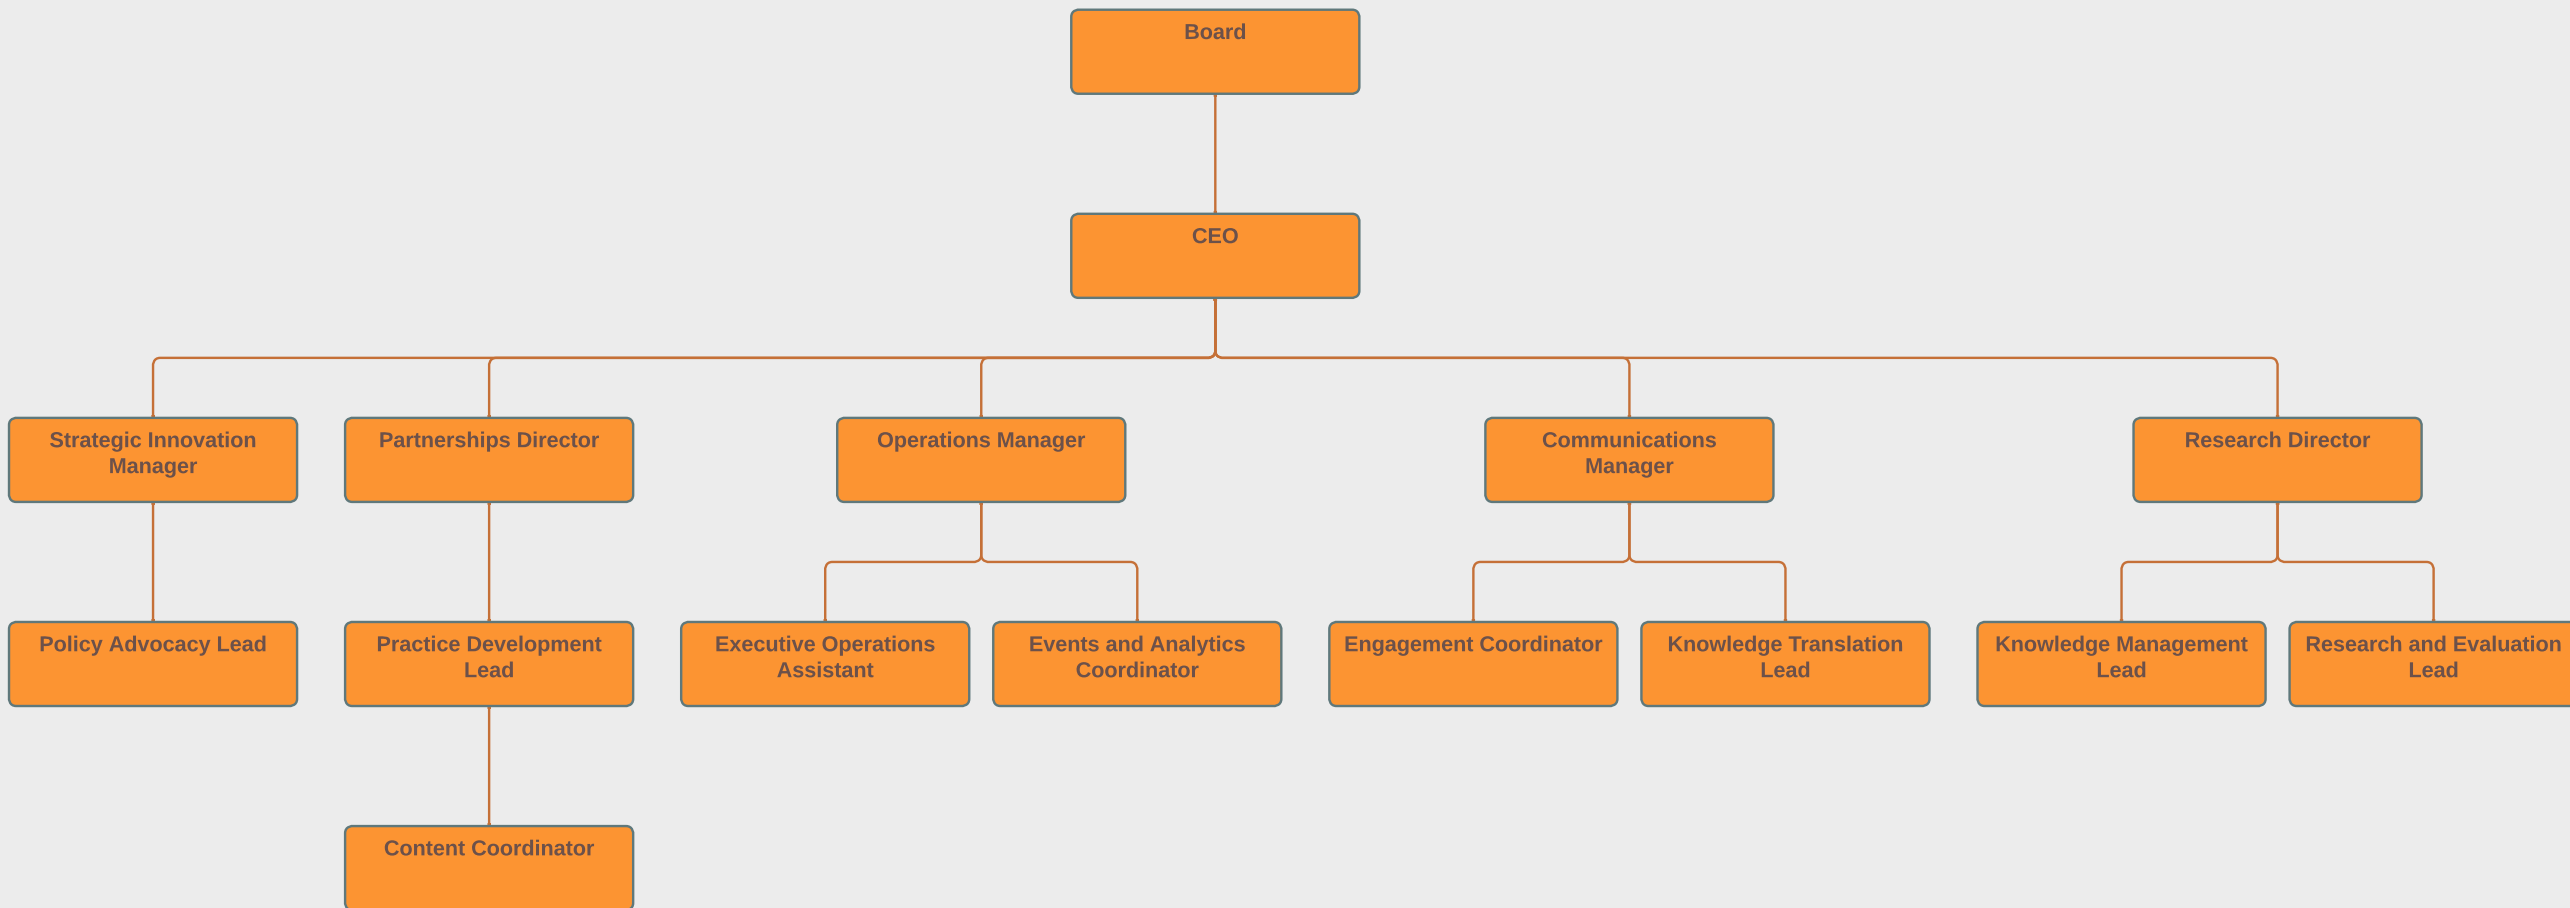 Board
CEO
Strategic Innovation
Manager
Partnerships Director
Operations Manager
Communications
Manager
Research Director
Policy Advocacy Lead
Practice Development
Lead
Executive Operations
Assistant
Events and Analytics
Coordinator
Engagement Coordinator
Knowledge Translation
Lead
Knowledge Management
Lead
Research and Evaluation
Lead
Content Coordinator